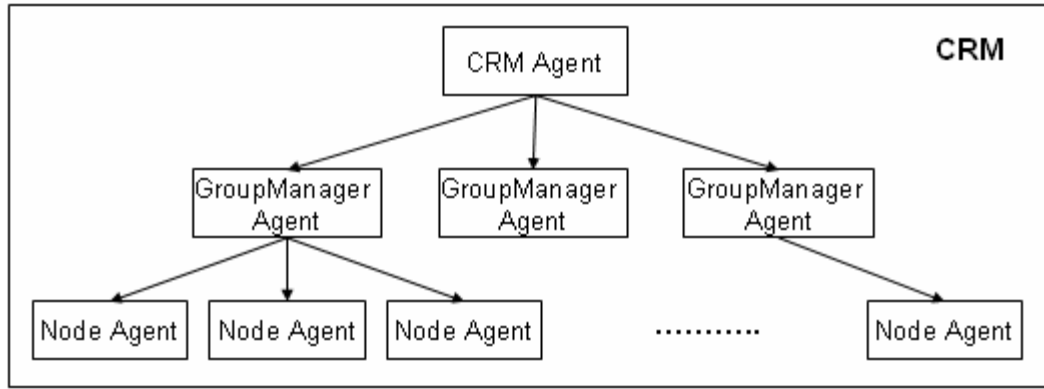 CRM
CRM Agent
GroupManager
Agent
GroupManager
Agent
GroupManager
Agent
Node Agent
Node Agent
Node Agent
...........
Node Agent